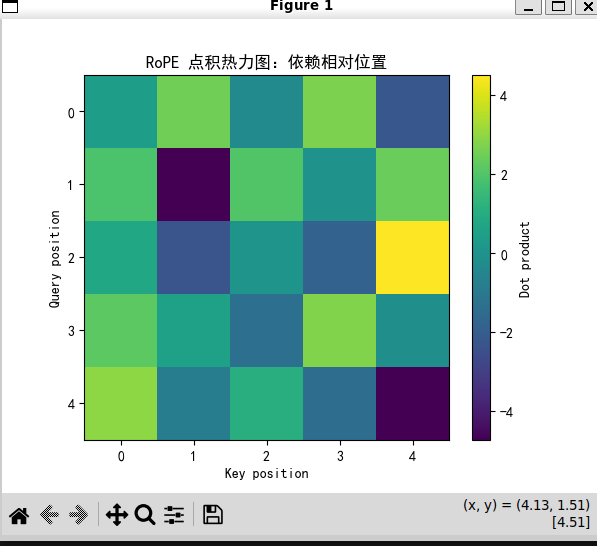 Figure 1
RoPE 点积热力图：依赖相对位置
0
1
2
3
4
Query position
0
1
2
3
4
Key position
4
2
0
−2
−4
Dot product
(x, y) = (4.13, 1.51)
[4.51]